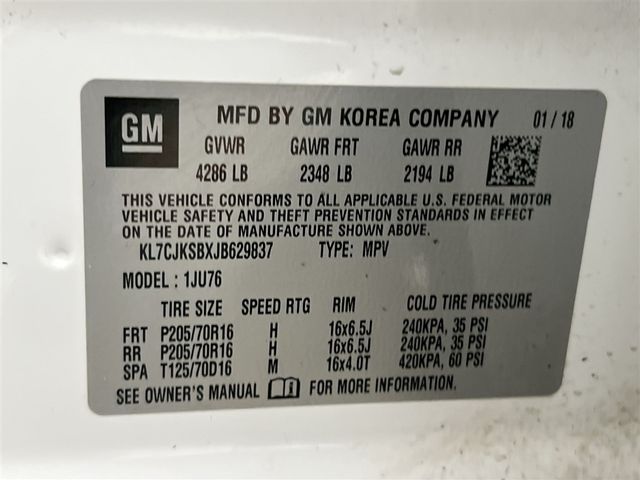 GM
MFD BY GM KOREA COMPANY 01 / 18
GVWR GAWR FRT GAWR RR
4286 LB 2348 LB 2194 LB
THIS VEHICLE CONFORMS TO ALL APPLICABLE U.S. FEDERAL MOTOR
VEHICLE SAFETY AND THEFT PREVENTION STANDARDS IN EFFECT
ON THE DATE OF MANUFACTURE SHOWN ABOVE.
KL7CJKSBXJB629837 TYPE: MPV
MODEL : 1JU76
TIRE SIZE SPEED RTG RIM COLD TIRE PRESSURE
FRT P205/70R16 H 16x6.5J 240KPA, 35 PSI
RR P205/70R16 H 16x6.5J 240KPA, 35 PSI
SPA T125/70D16 M 16x4.0T 420KPA, 60 PSI
SEE OWNER'S MANUAL FOR MORE INFORMATION.